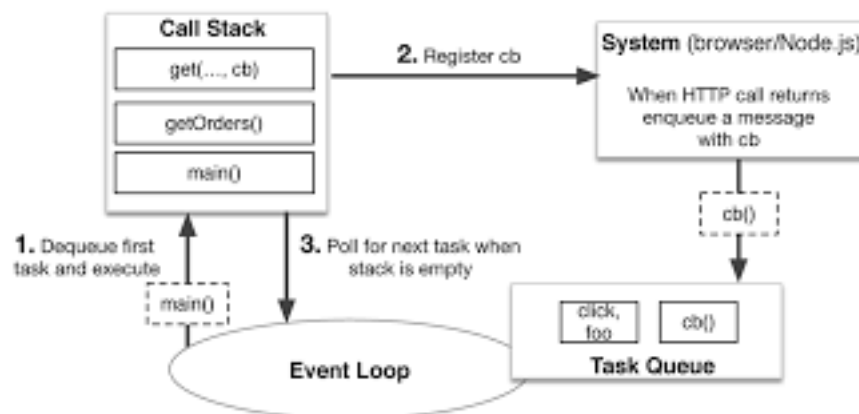 Call Stack
get(..., cb)
getOrders()
main()
2. Register cb
System (browser/Node.js)
When HTTP call returns
enqueue a message
with cb
cb()
1. Dequeue first
task and execute
main()
3. Poll for next task when
stack is empty
Event Loop
click,
foo
cb()
Task Queue